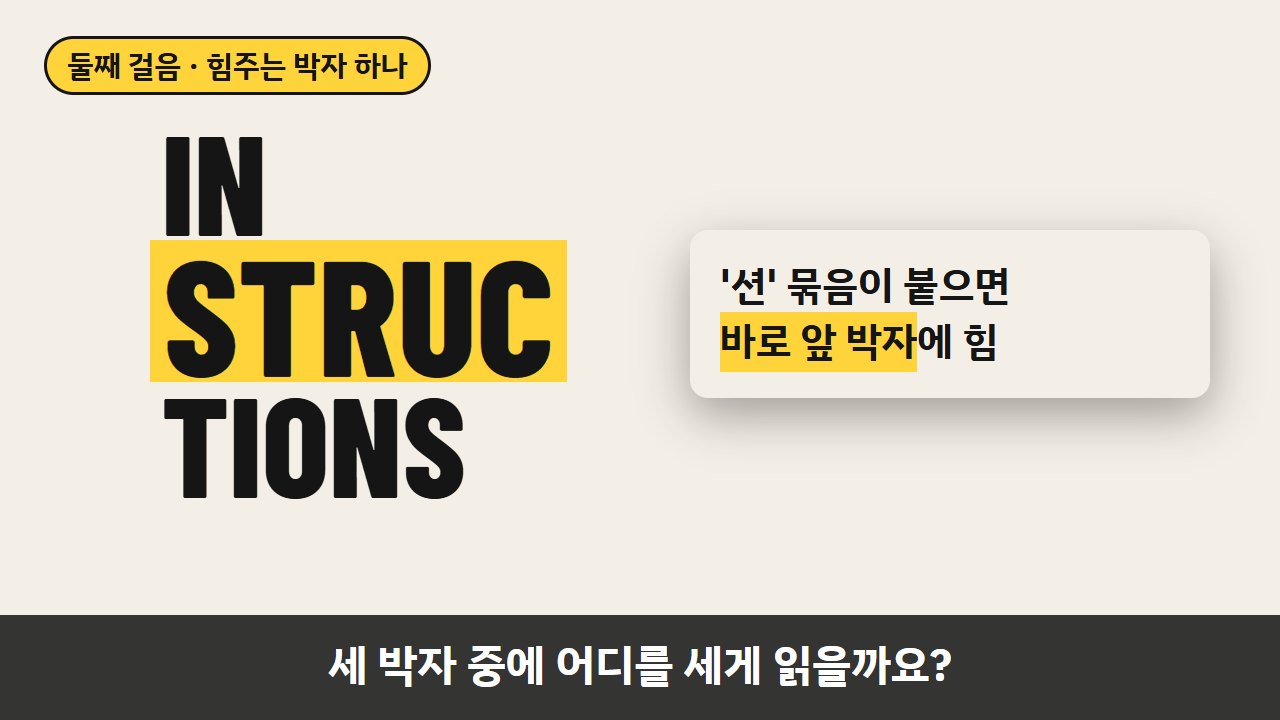 둘째 걸음 · 힘주는 박자 하나
IN
STRUC
TIONS
'션' 묶음이 붙으면
바로 앞 박자에 힘
세 박자 중에 어디를 세게 읽을까요?